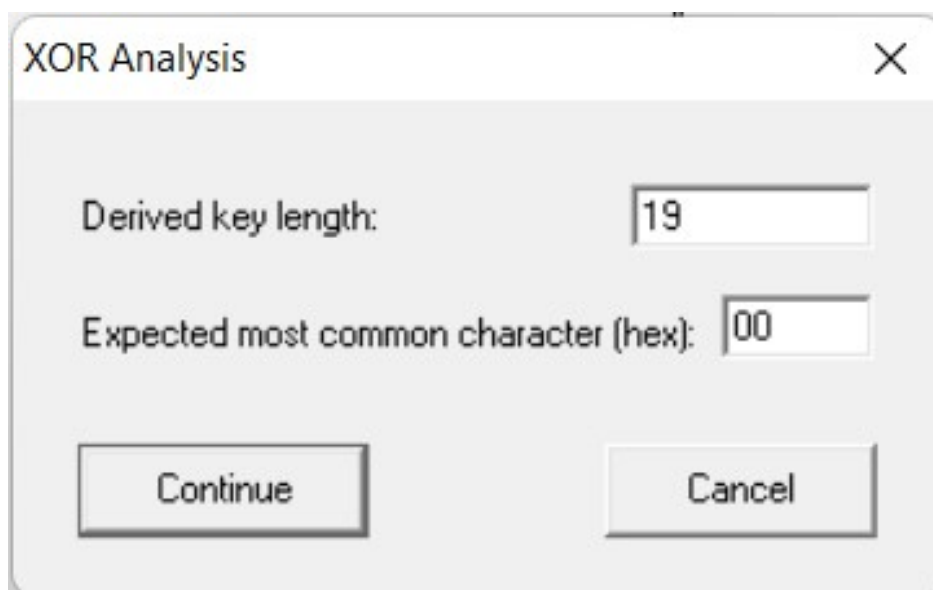 XOR Analysis
Derived key length: 19
Expected most common character (hex): 00
Continue Cancel